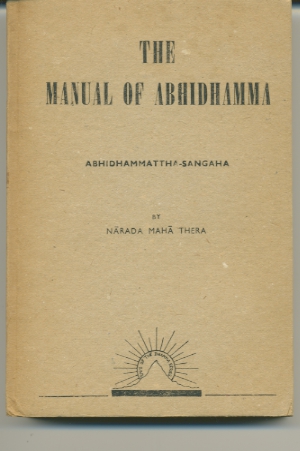 THE
MANUAL OF ABHIDHAMMA
ABHIDHAMMATTHA-SANGAHA
BY
NĀRADA MAHĀ THERA